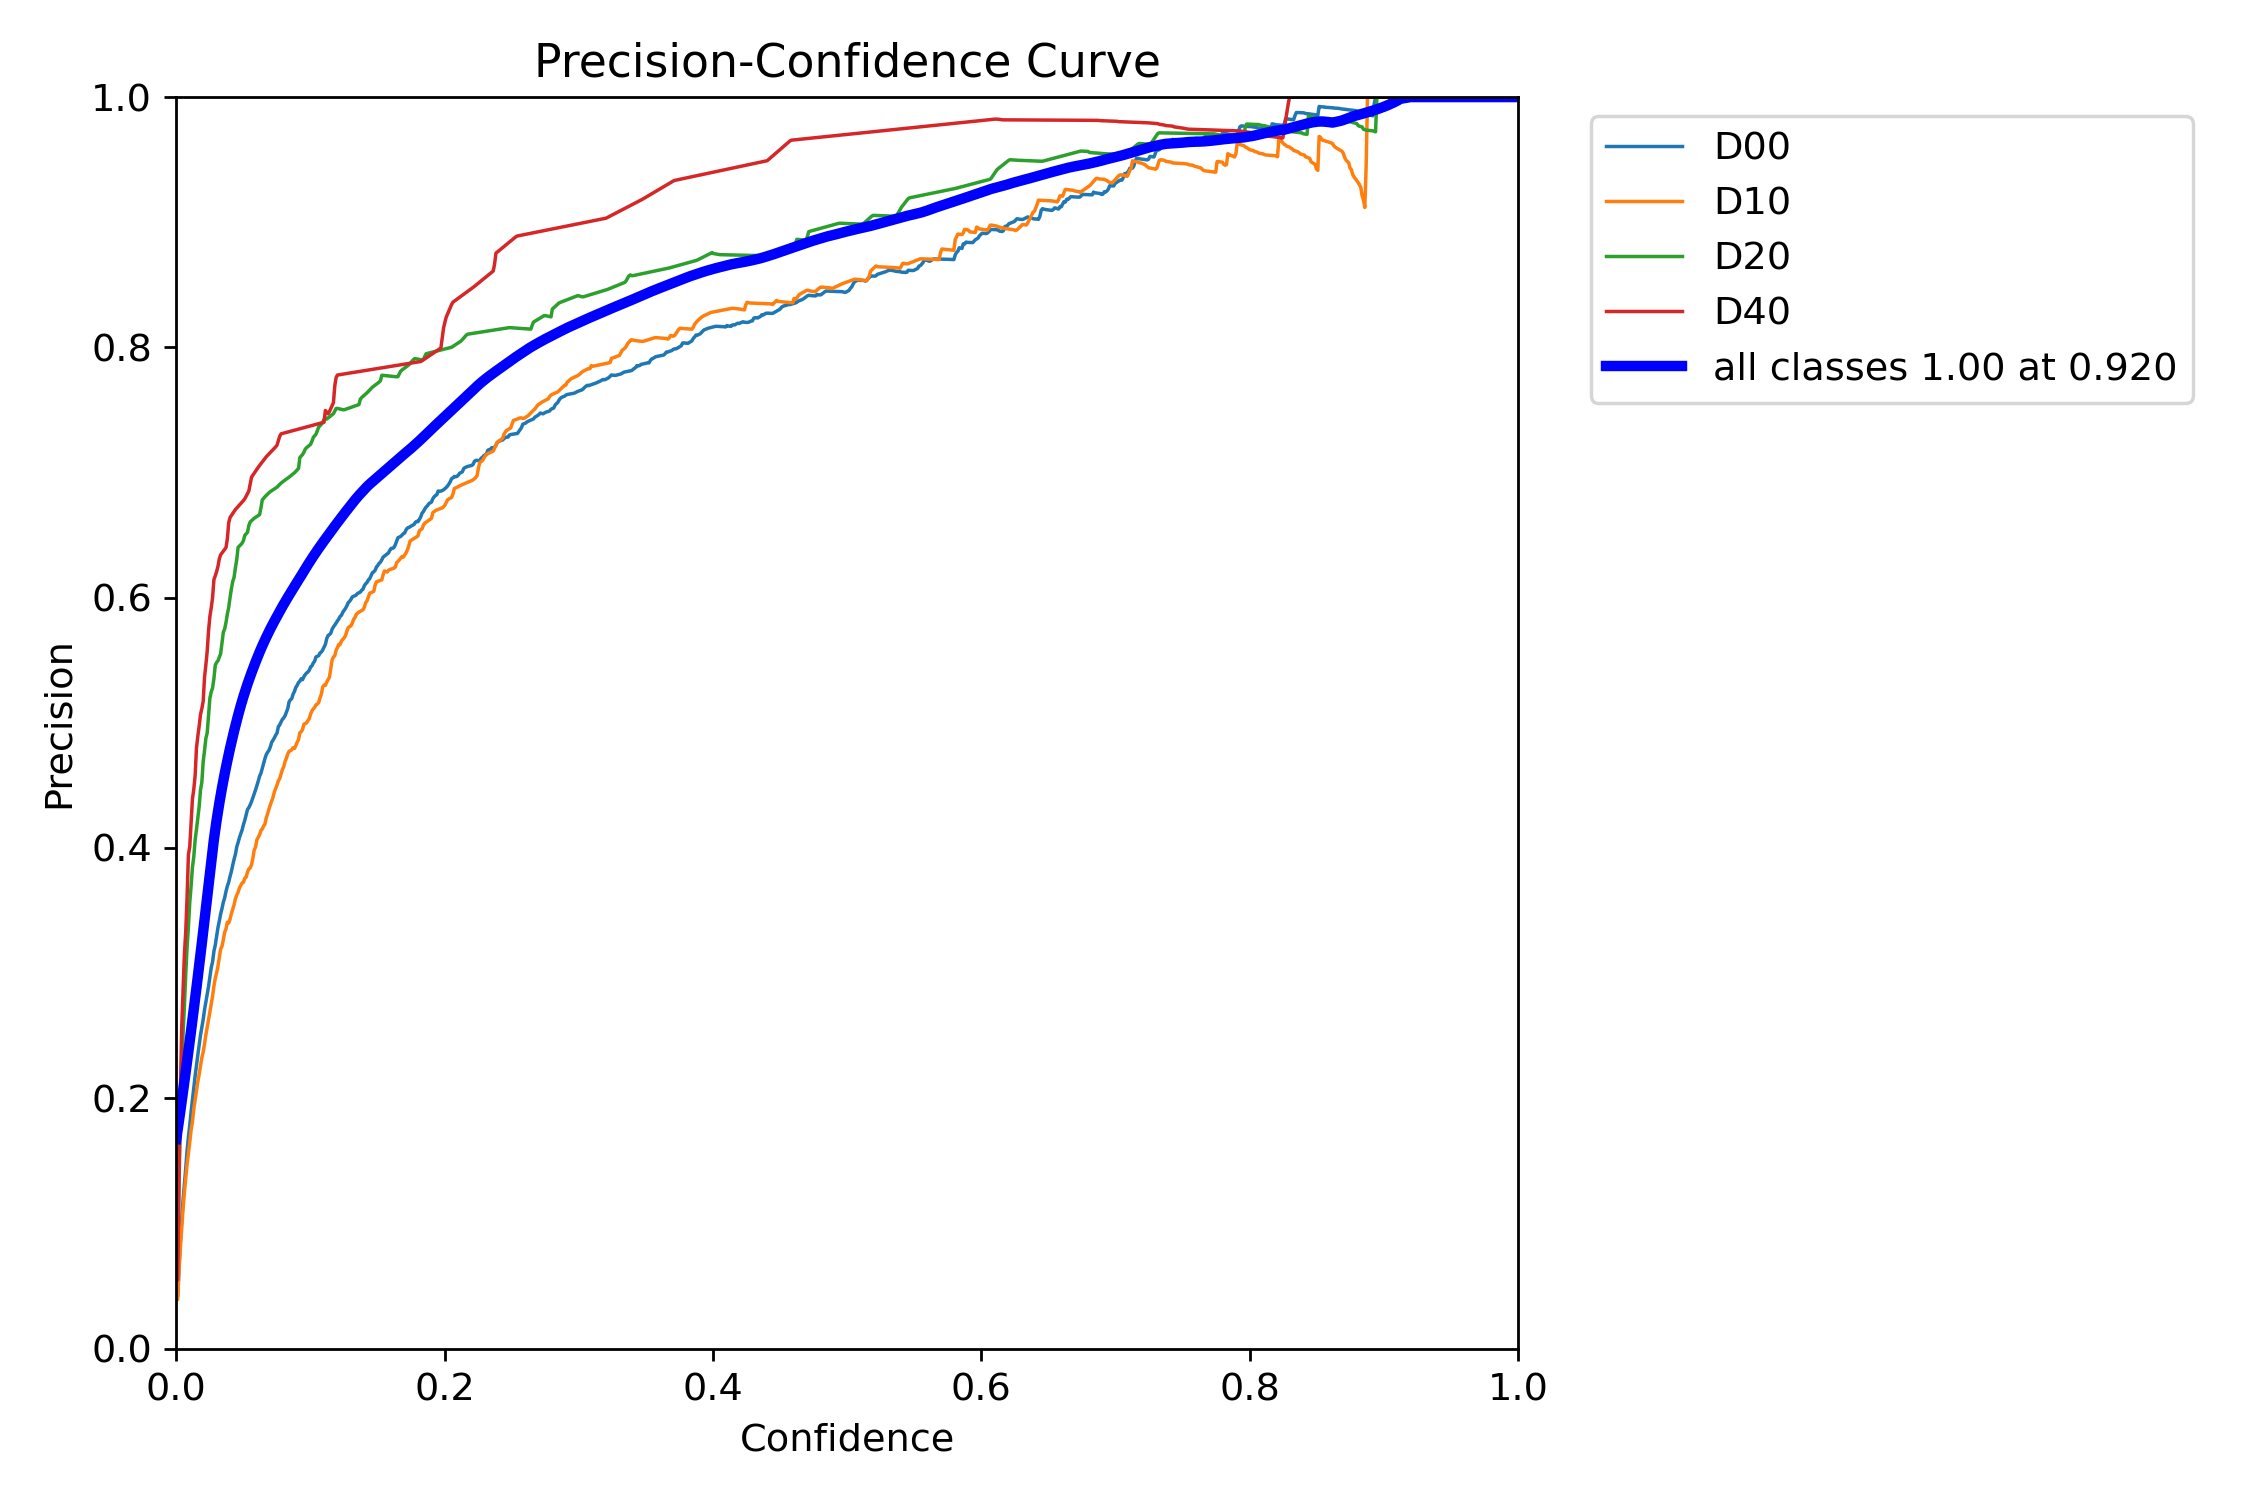 Precision-Confidence Curve
1.0
0.8
0.6
0.4
0.2
0.0
Precision
0.0 0.2 0.4 0.6 0.8 1.0
Confidence
D00
D10
D20
D40
all classes 1.00 at 0.920